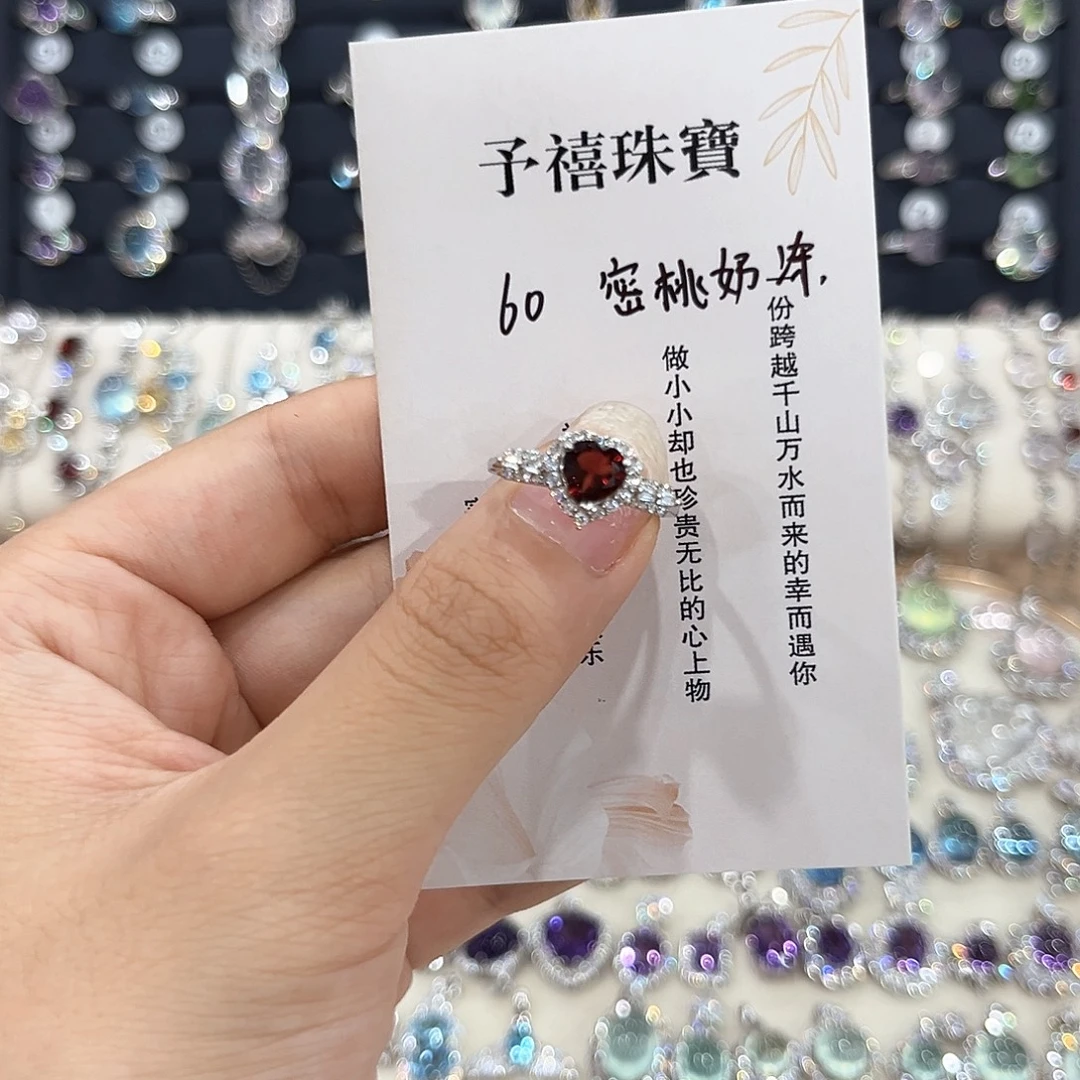 予禧珠寶
60 密桃奶冻.
份跨越千山万水而来的幸而遇你
做小小却也珍贵无比的心上物